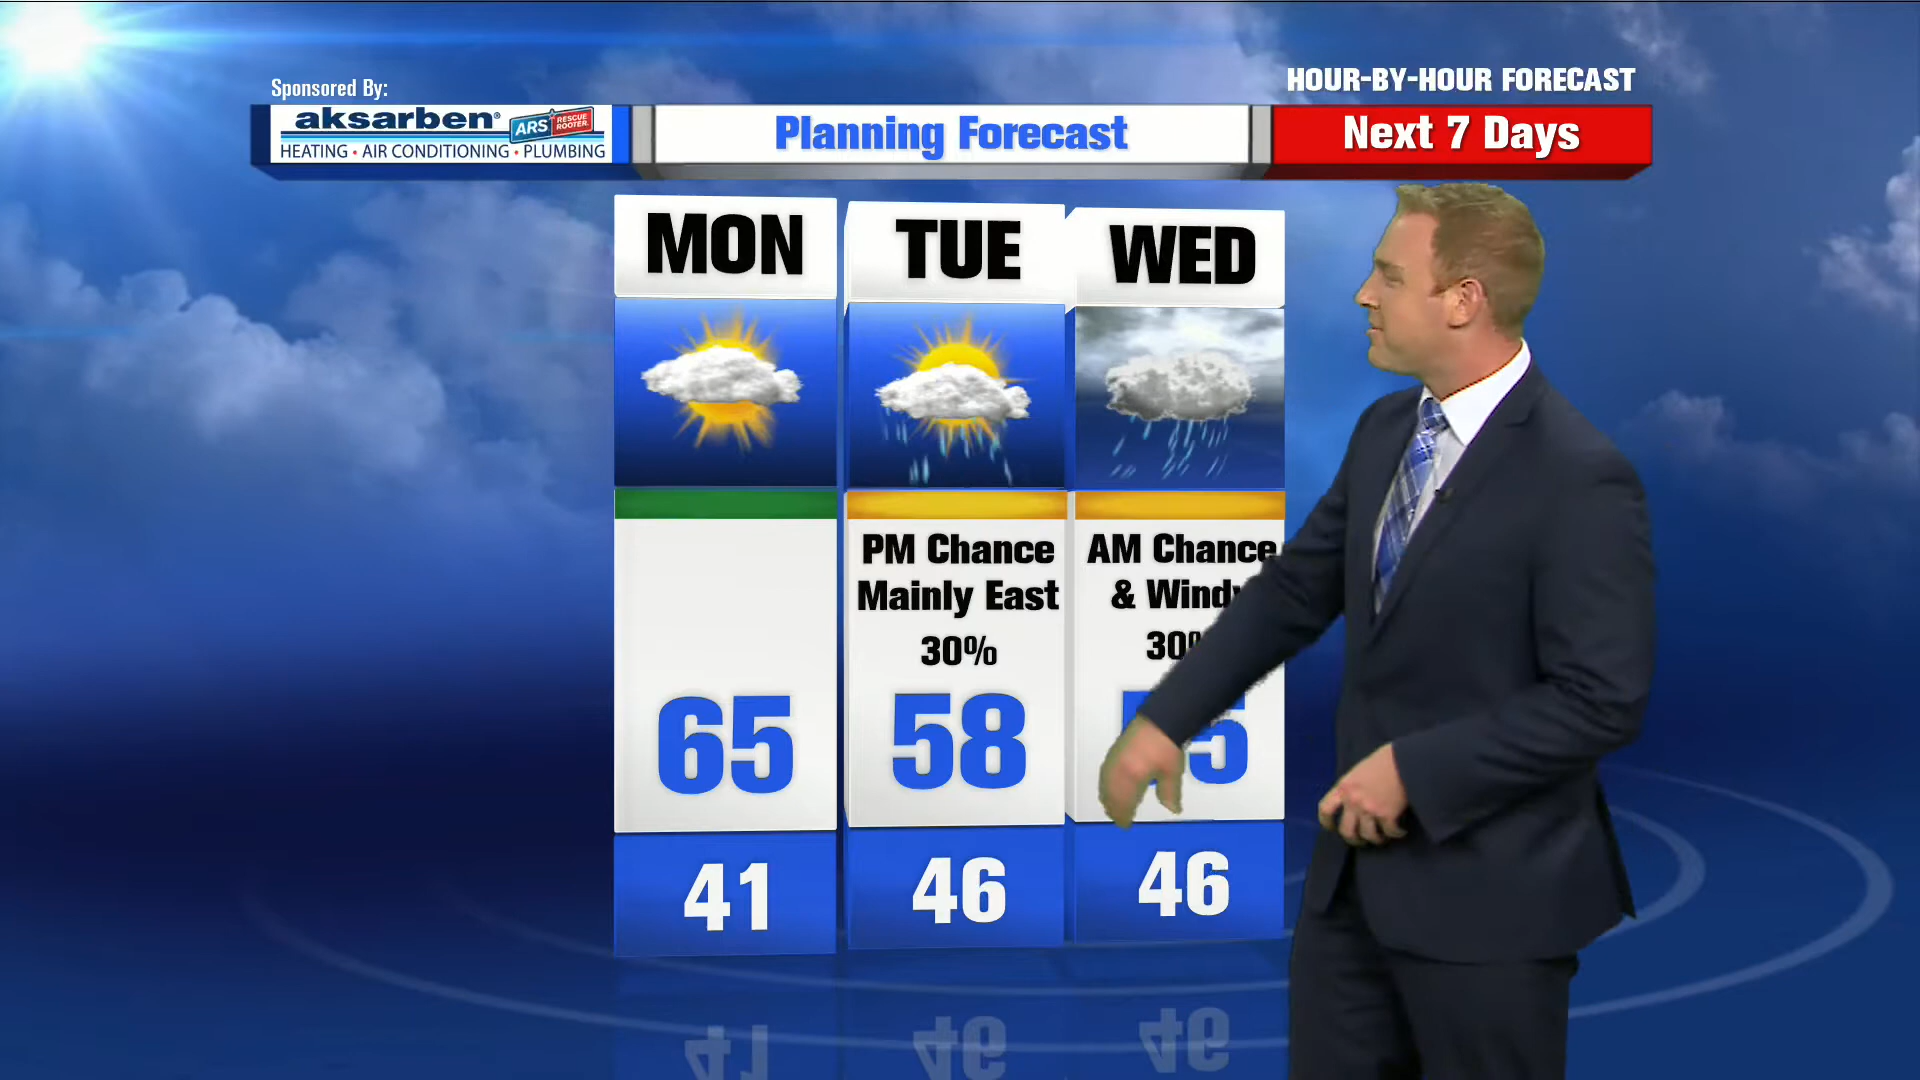 Sponsored By:
aksarben®
ARS RESCUE ROOTER
HEATING • AIR CONDITIONING • PLUMBING
Planning Forecast
HOUR-BY-HOUR FORECAST
Next 7 Days
MON
TUE
WED
PM Chance
Mainly East
30%
AM Chance
&
65
58
41
46
46